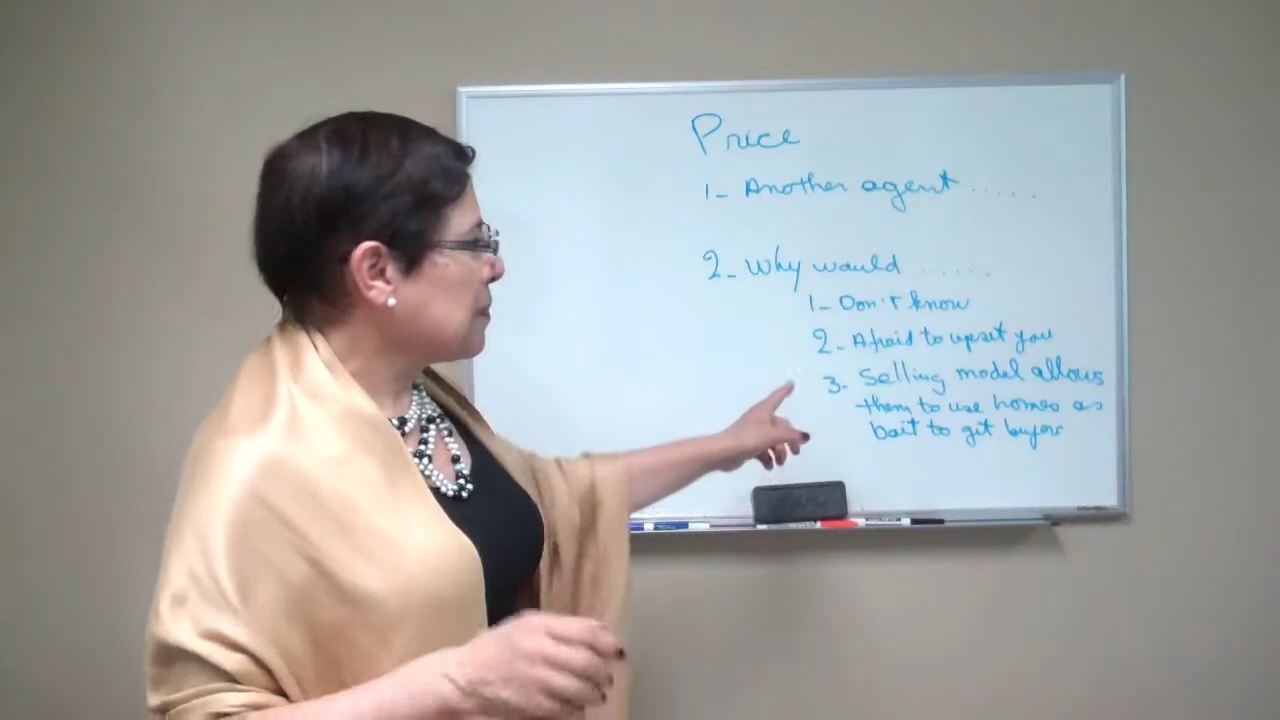 Price
1- Another agent .....
2- Why would .....
1- Don't know
2- Afraid to upset you
3- Selling model allows
them to use homes as
bait to get buyers